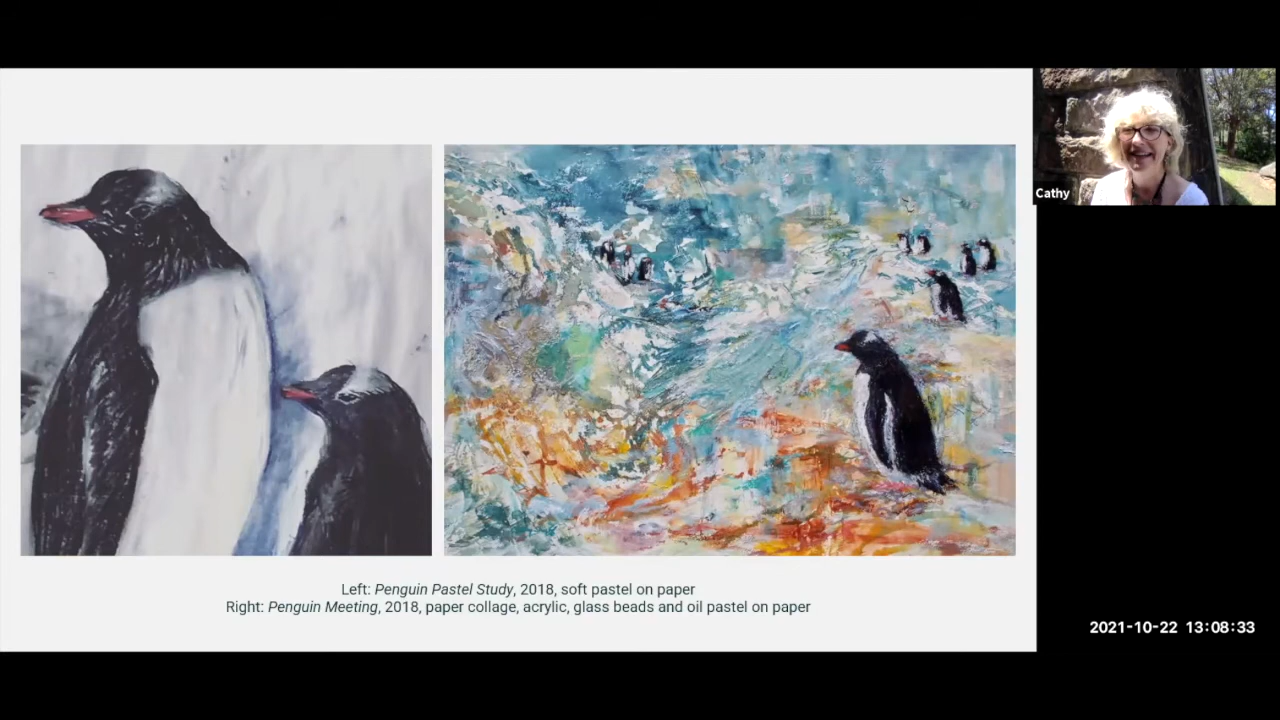 Cathy
Left: Penguin Pastel Study, 2018, soft pastel on paper
Right: Penguin Meeting, 2018, paper collage, acrylic, glass beads and oil pastel on paper
2021-10-22 13:08:33